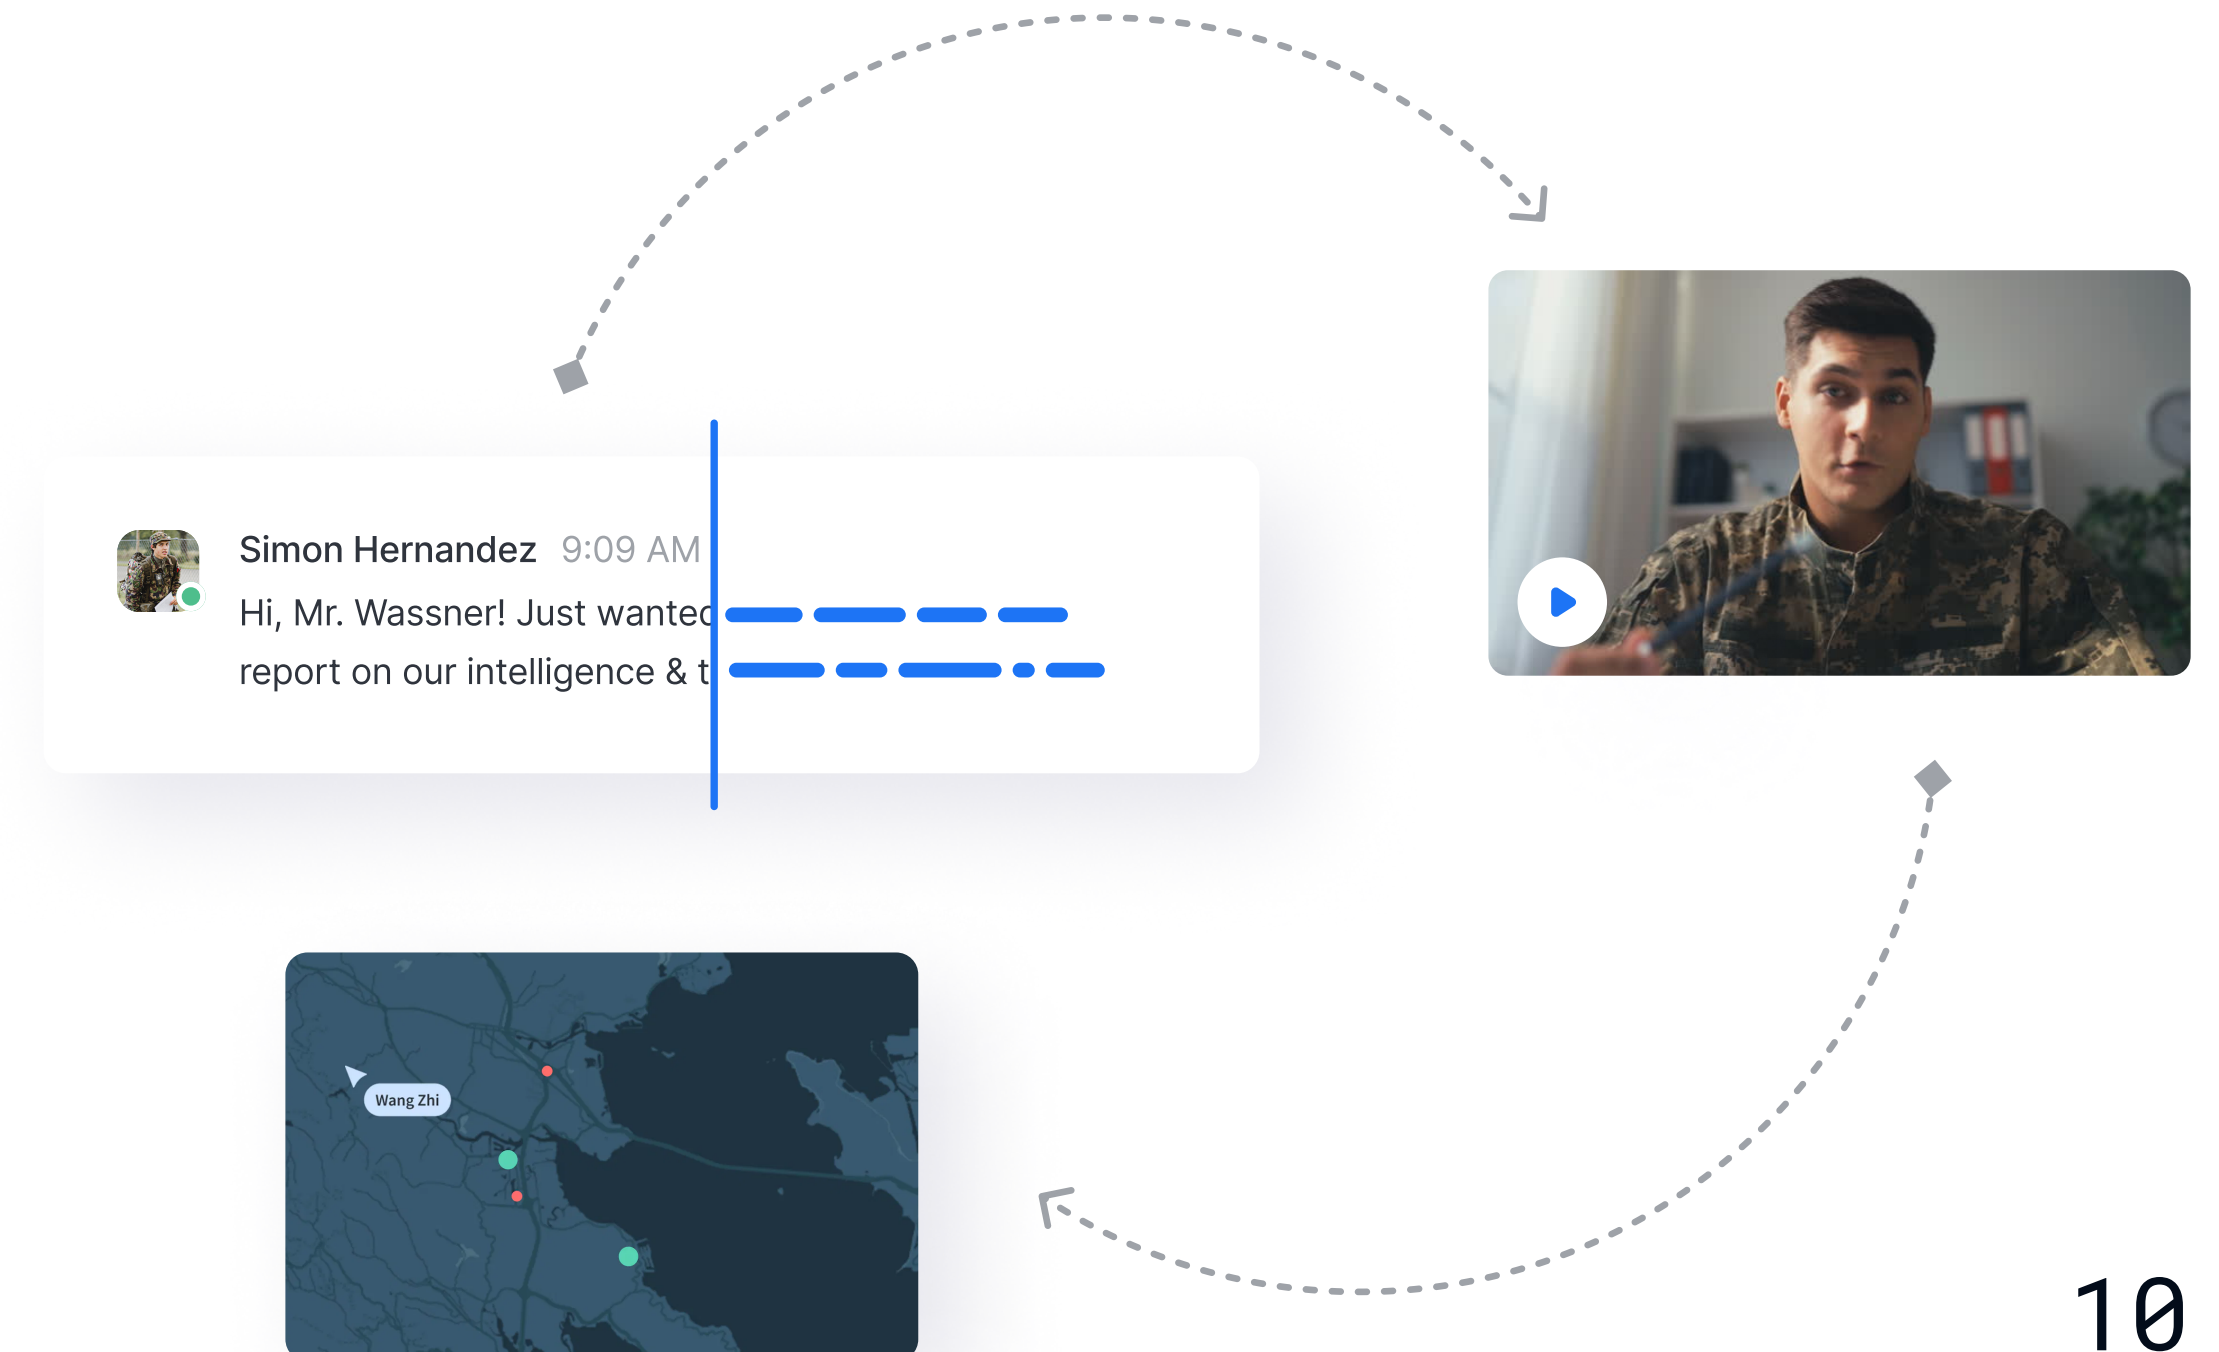 Simon Hernandez 9:09 AM
Hi, Mr. Wassner! Just wanted
report on our intelligence & t
Wang Zhi
10